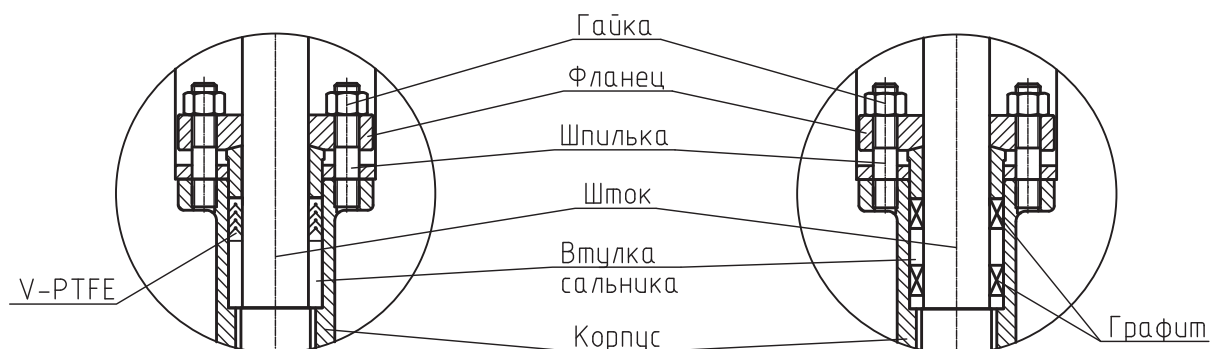 Гайка
Фланец
Шпилька
Шток
Втулка
сальника
V-PTFE
Корпус
Графит